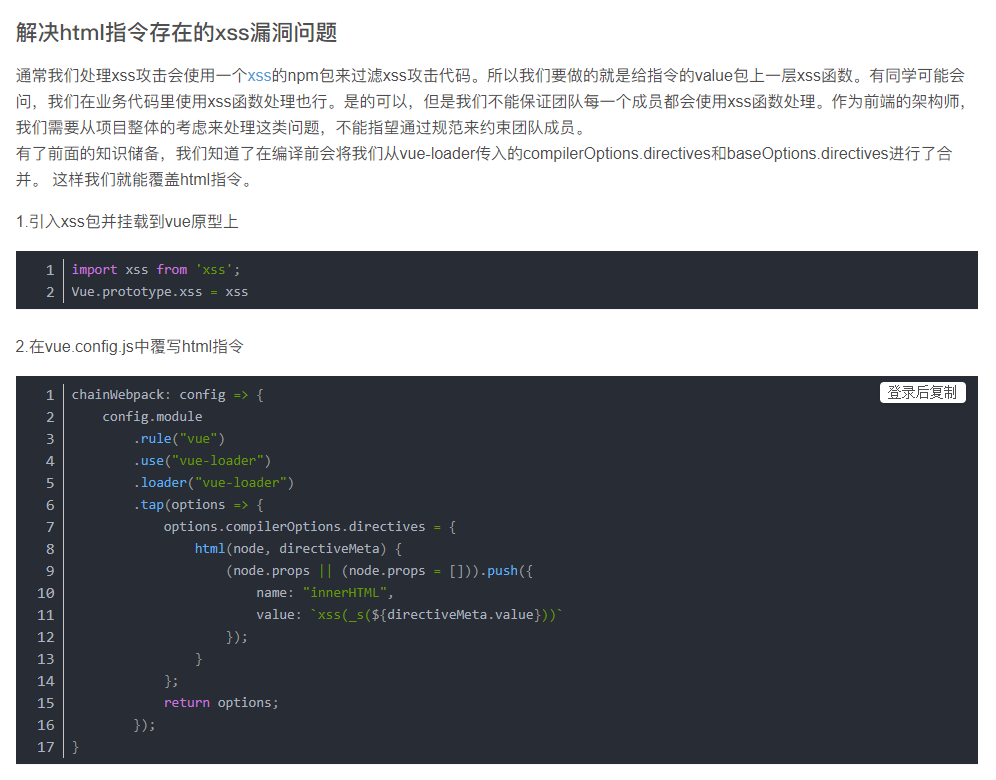 解决html指令存在的xss漏洞问题
通常我们处理xss攻击会使用一个xss的npm包来过滤xss攻击代码。所以我们要做的就是给指令的value包上一层xss函数。有同学可能会
问，我们在业务代码里使用xss函数处理也行。是的可以，但是我们不能保证团队每一个成员都会使用xss函数处理。作为前端的架构师，
我们需要从项目整体的考虑来处理这类问题，不能指望通过规范来约束团队成员。
有了前面的知识储备，我们知道了在编译前会将我们从vue-loader传入的compilerOptions.directives和baseOptions.directives进行了合
并。 这样我们就能覆盖html指令。
1.引入xss包并挂载到vue原型上
1 import xss from 'xss';
2 Vue.prototype.xss = xss
2.在vue.config.js中覆写html指令
登录后复制
1 chainWebpack: config => {
2     config.module
3         .rule("vue")
4         .use("vue-loader")
5         .loader("vue-loader")
6         .tap(options => {
7             options.compilerOptions.directives = {
8                 html(node, directiveMeta) {
9                     (node.props || (node.props = [])).push({
10                         name: "innerHTML",
11                         value: `xss(_s(${directiveMeta.value}))`
12                     });
13                 }
14             };
15             return options;
16         });
17 }